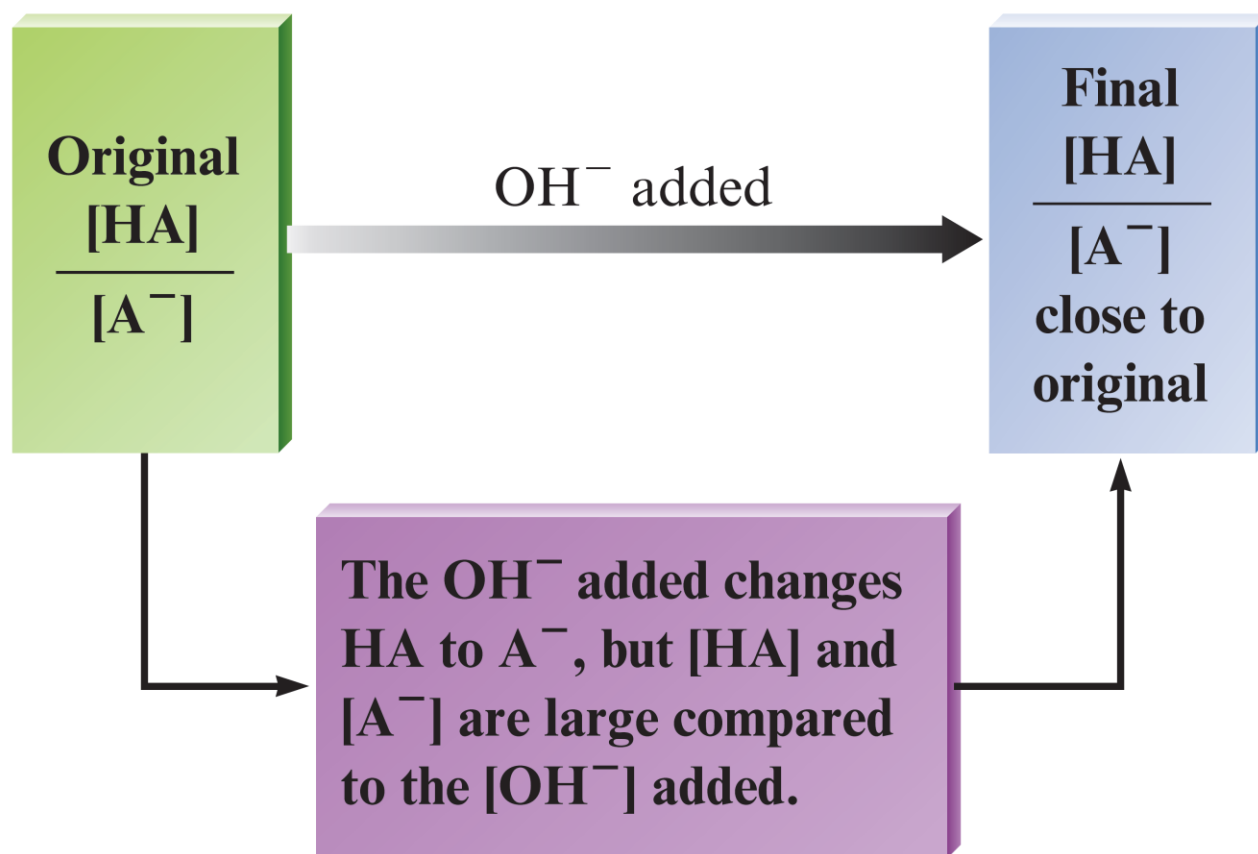 Original
[HA]
[A⁻]
OH⁻ added
Final
[HA]
[A⁻]
close to
original
The OH⁻ added changes
HA to A⁻, but [HA] and
[A⁻] are large compared
to the [OH⁻] added.